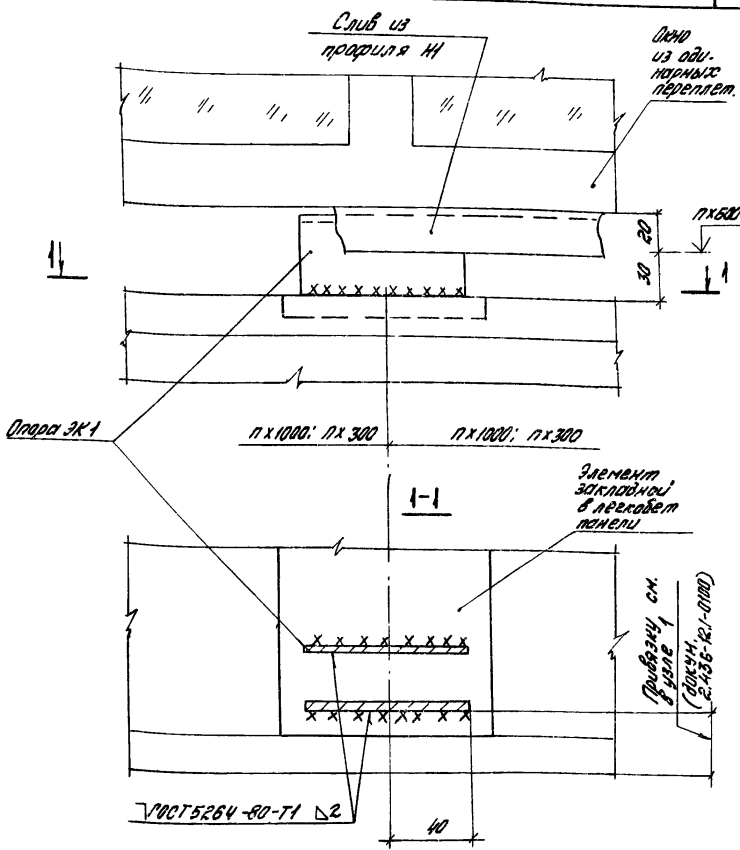 Слив из
профиля Н1
Окно
из оди-
нарных
переплет.
20
n×600
30
1
1
Опора ЭК1
n×1000; n×300
n×1000; n×300
1-1
Элемент
закладной
в легкобет
панели
Привязку см.
в узле 1
(докум.
2.436-12.1-0100)
ГОСТ 5264-80-Т1 ◺2
40